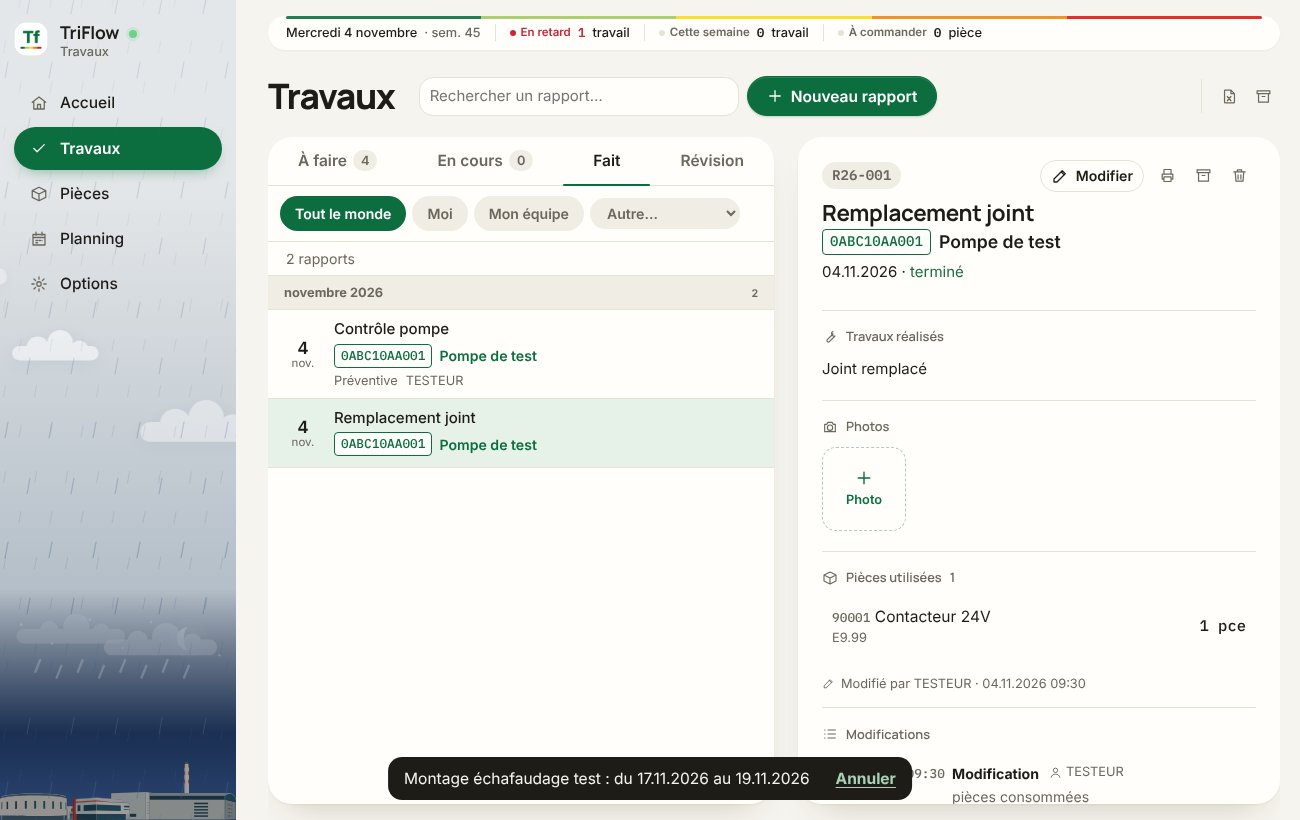 Tf TriFlow
Travaux
Accueil
Travaux
Pièces
Planning
Options
Mercredi 4 novembre · sem. 45 En retard 1 travail Cette semaine 0 travail À commander 0 pièce
Travaux Rechercher un rapport… + Nouveau rapport
À faire 4 En cours 0 Fait Révision
Tout le monde Moi Mon équipe Autre…
2 rapports
novembre 2026 2
4 nov.
Contrôle pompe
0ABC10AA001 Pompe de test
Préventive TESTEUR
4 nov.
Remplacement joint
0ABC10AA001 Pompe de test
R26-001 Modifier
Remplacement joint
0ABC10AA001 Pompe de test
04.11.2026 · terminé
Travaux réalisés
Joint remplacé
Photos
+
Photo
Pièces utilisées 1
90001 Contacteur 24V
E9.99
1 pce
Modifié par TESTEUR · 04.11.2026 09:30
Modifications
9:30 Modification TESTEUR
pièces consommées
Montage échafaudage test : du 17.11.2026 au 19.11.2026 Annuler